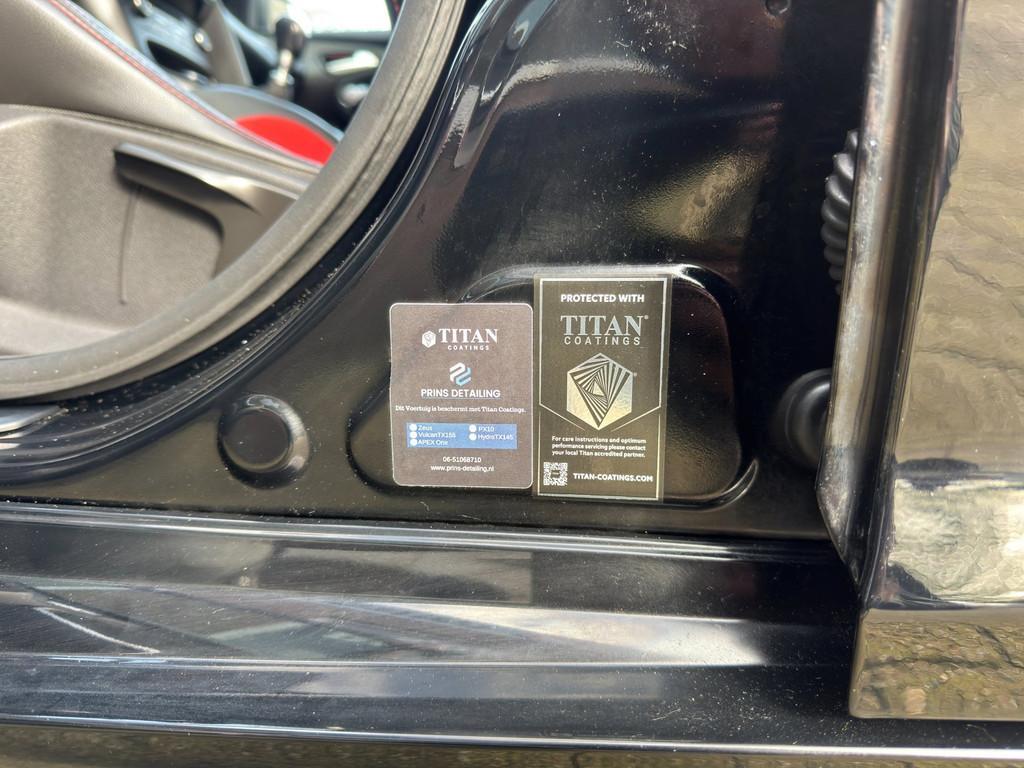 TITAN
COATINGS
PRINS DETAILING
Dit Voertuig is beschermt met Titan Coatings.
Zeus
VulcanTX155
APEX One
PX10
HydroTX145
06-51068710
www.prins-detailing.nl
PROTECTED WITH
TITAN®
COATINGS
For care instructions and optimum
performance servicing please contact
your local Titan accredited partner.
TITAN-COATINGS.COM